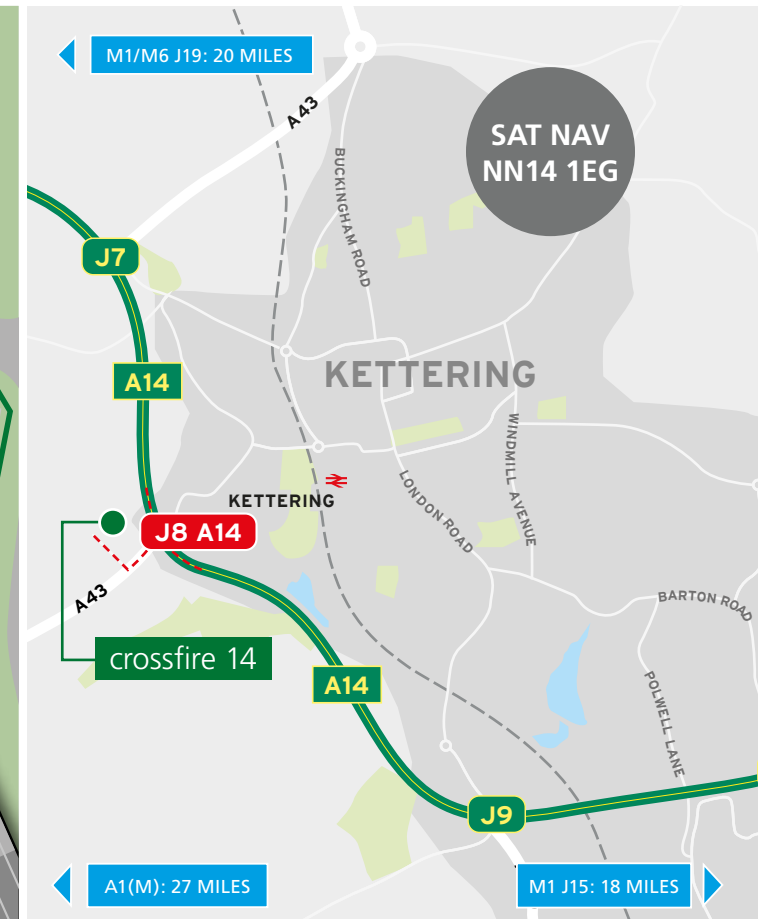 M1/M6 J19: 20 MILES
A43
SAT NAV
NN14 1EG
BUCKINGHAM ROAD
J7
A14
KETTERING
WINDMILL AVENUE
LONDON ROAD
KETTERING
J8 A14
A43
BARTON ROAD
crossfire 14
A14
POLWELL LANE
J9
A1(M): 27 MILES
M1 J15: 18 MILES